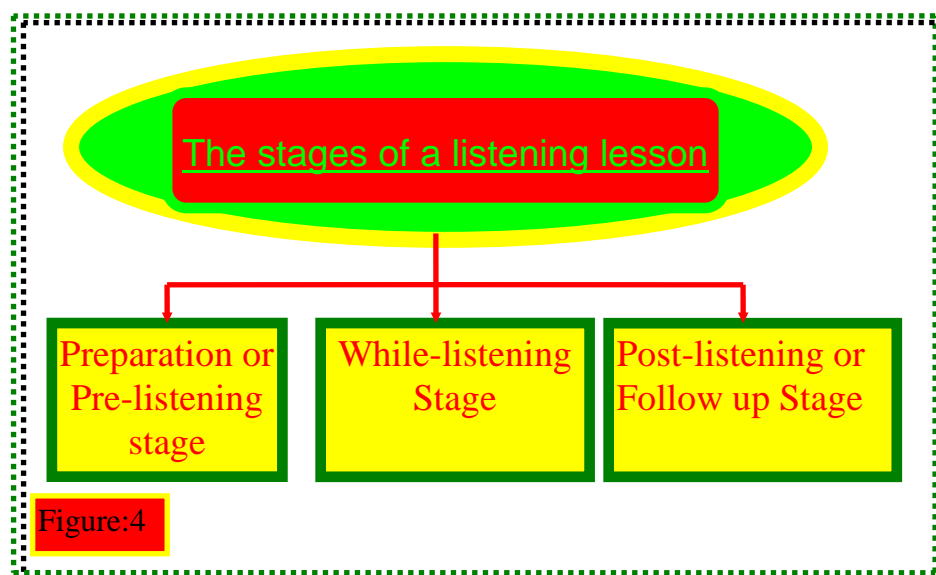 The stages of a listening lesson
Preparation or
Pre-listening
stage
While-listening
Stage
Post-listening or
Follow up Stage
Figure:4